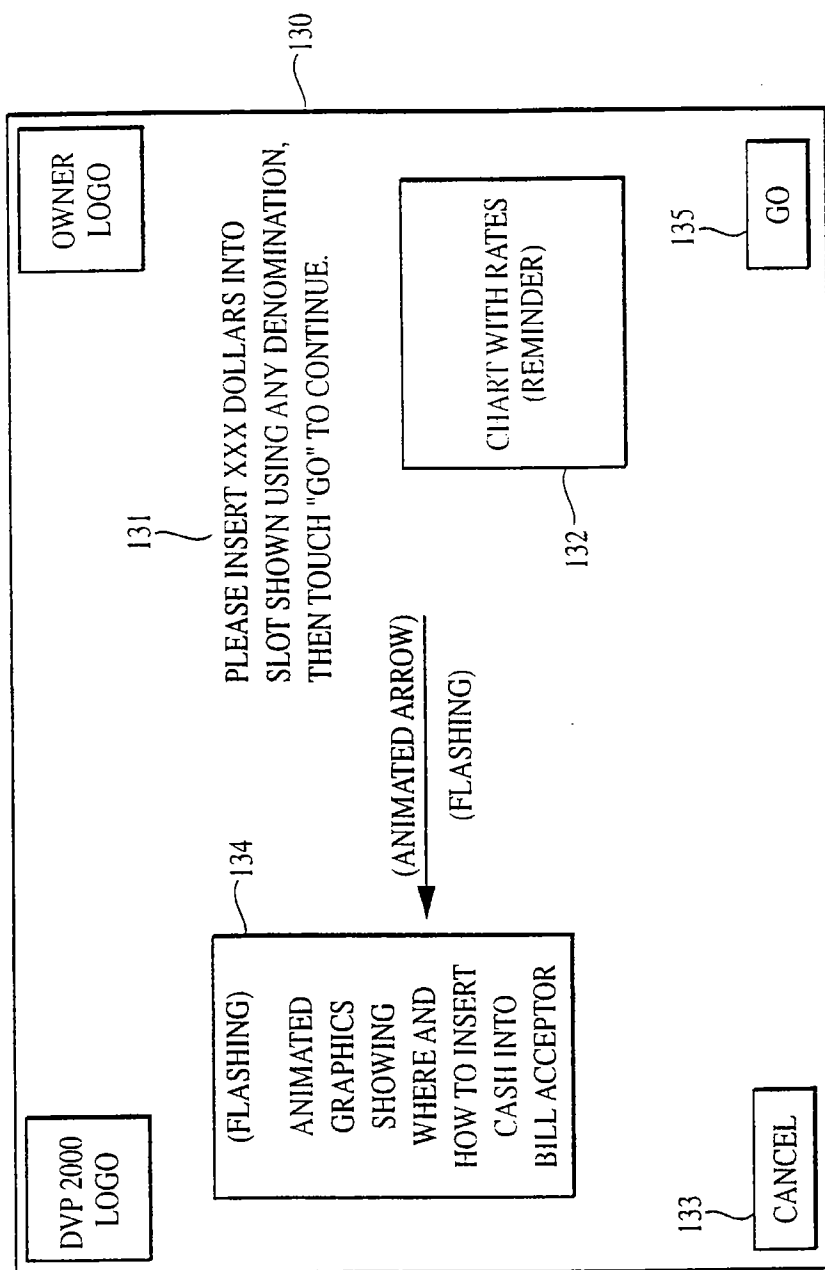 DVP 2000
LOGO
OWNER
LOGO
130
131
PLEASE INSERT XXX DOLLARS INTO
SLOT SHOWN USING ANY DENOMINATION,
THEN TOUCH "GO" TO CONTINUE.
134
(FLASHING)
ANIMATED
GRAPHICS
SHOWING
WHERE AND
HOW TO INSERT
CASH INTO
BILL ACCEPTOR
(ANIMATED ARROW)
(FLASHING)
CHART WITH RATES
(REMINDER)
132
133
CANCEL
135
GO